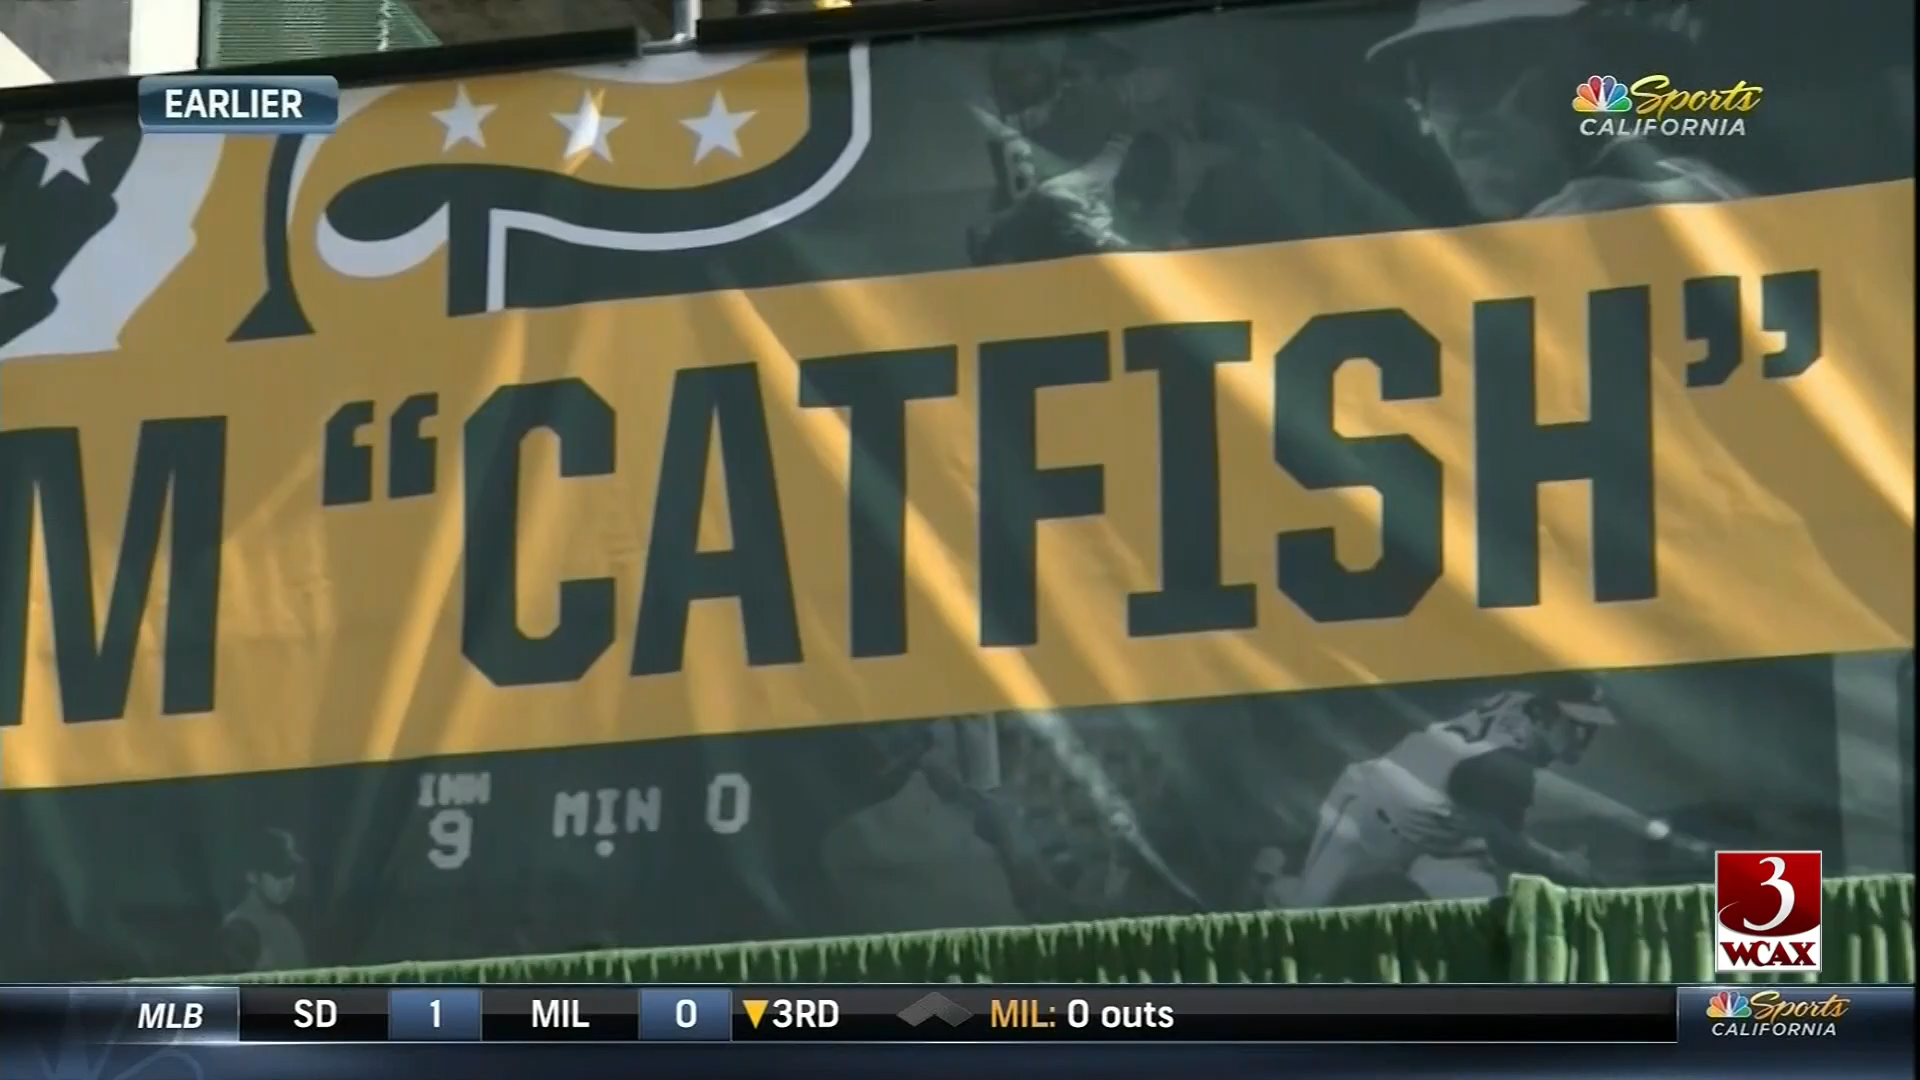 EARLIER
Sports
CALIFORNIA
M “CATFISH”
INN
9 MIN 0
3
WCAX
MLB SD 1 MIL 0 3RD MIL: 0 outs
Sports
CALIFORNIA